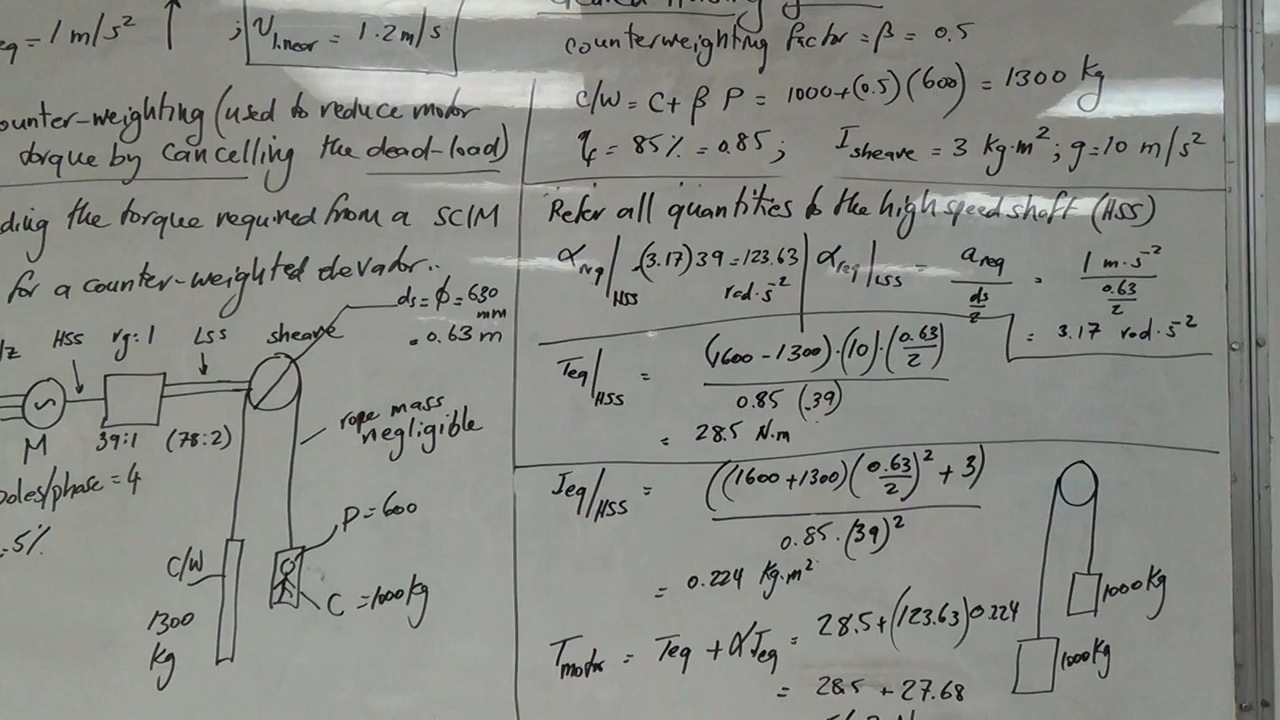 eq = 1 m/s² ↑ ; V linear = 1.2 m/s
ounter-weighting (used to reduce motor
torque by cancelling the dead-load)
ding the torque required from a SCIM
for a counter-weighted elevator..
ds = ϕ = 630 mm
= 0.63 m
z HSS rg:1 LSS sheave
M 39:1 (78:2)
rope mass
negligible
poles/phase = 4
5%
P = 600
C/W
C = 1000 kg
1300
kg
counterweighting factor = β = 0.5
C/W = C + β P = 1000 + (0.5)(600) = 1300 kg
= 85% = 0.85 ; I sheave = 3 kg·m² ; g = 10 m/s²
Refer all quantities to the high speed shaft (HSS)
α req/HSS = (3.17) 39 = 123.63 rad·s⁻²
α req/LSS = a req / (ds/2) = 1 m·s⁻² / (0.63/2)
= 3.17 rad·s⁻²
Teq/HSS = (1600 - 1300)·(10)·(0.63/2) / 0.85 (39)
= 28.5 N.m
Jeq/HSS = ((1600 + 1300)(0.63/2)² + 3) / 0.85·(39)²
= 0.224 kg·m²
1000 kg
1000 kg
Tmotor = Teq + αJeq = 28.5 + (123.63) 0.224
= 28.5 + 27.68